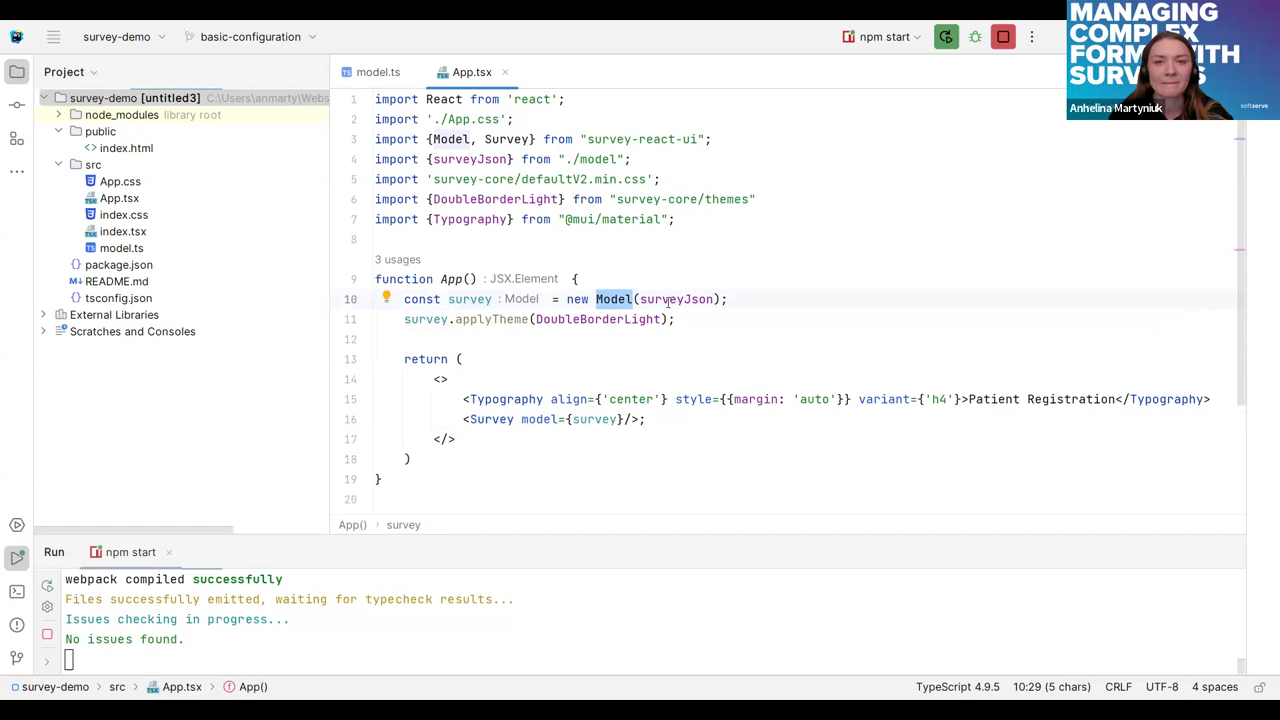 survey-demo
basic-configuration
npm start
MANAGING
COMPLEX
FORM WITH
SURV S
Anhelina Martyniuk
softserve
Project
model.ts
App.tsx
survey-demo [untitled3] C:\Users\anmarty\Webs
node_modules library root
public
index.html
src
App.css
App.tsx
index.css
index.tsx
model.ts
package.json
README.md
tsconfig.json
External Libraries
Scratches and Consoles
1 import React from 'react';
2 import './App.css';
3 import {Model, Survey} from "survey-react-ui";
4 import {surveyJson} from "./model";
5 import 'survey-core/defaultV2.min.css';
6 import {DoubleBorderLight} from "survey-core/themes"
7 import {Typography} from "@mui/material";
8
3 usages
9 function App() : JSX.Element {
10 const survey : Model = new Model(surveyJson);
11 survey.applyTheme(DoubleBorderLight);
12
13 return (
14 <>
15 <Typography align={'center'} style={{margin: 'auto'}} variant={'h4'}>Patient Registration</Typography>
16 <Survey model={survey}/>;
17 </>
18 )
19 }
20
App() › survey
Run npm start
webpack compiled successfully
Files successfully emitted, waiting for typecheck results...
Issues checking in progress...
No issues found.
survey-demo › src › App.tsx › App()
TypeScript 4.9.5 10:29 (5 chars) CRLF UTF-8 4 spaces